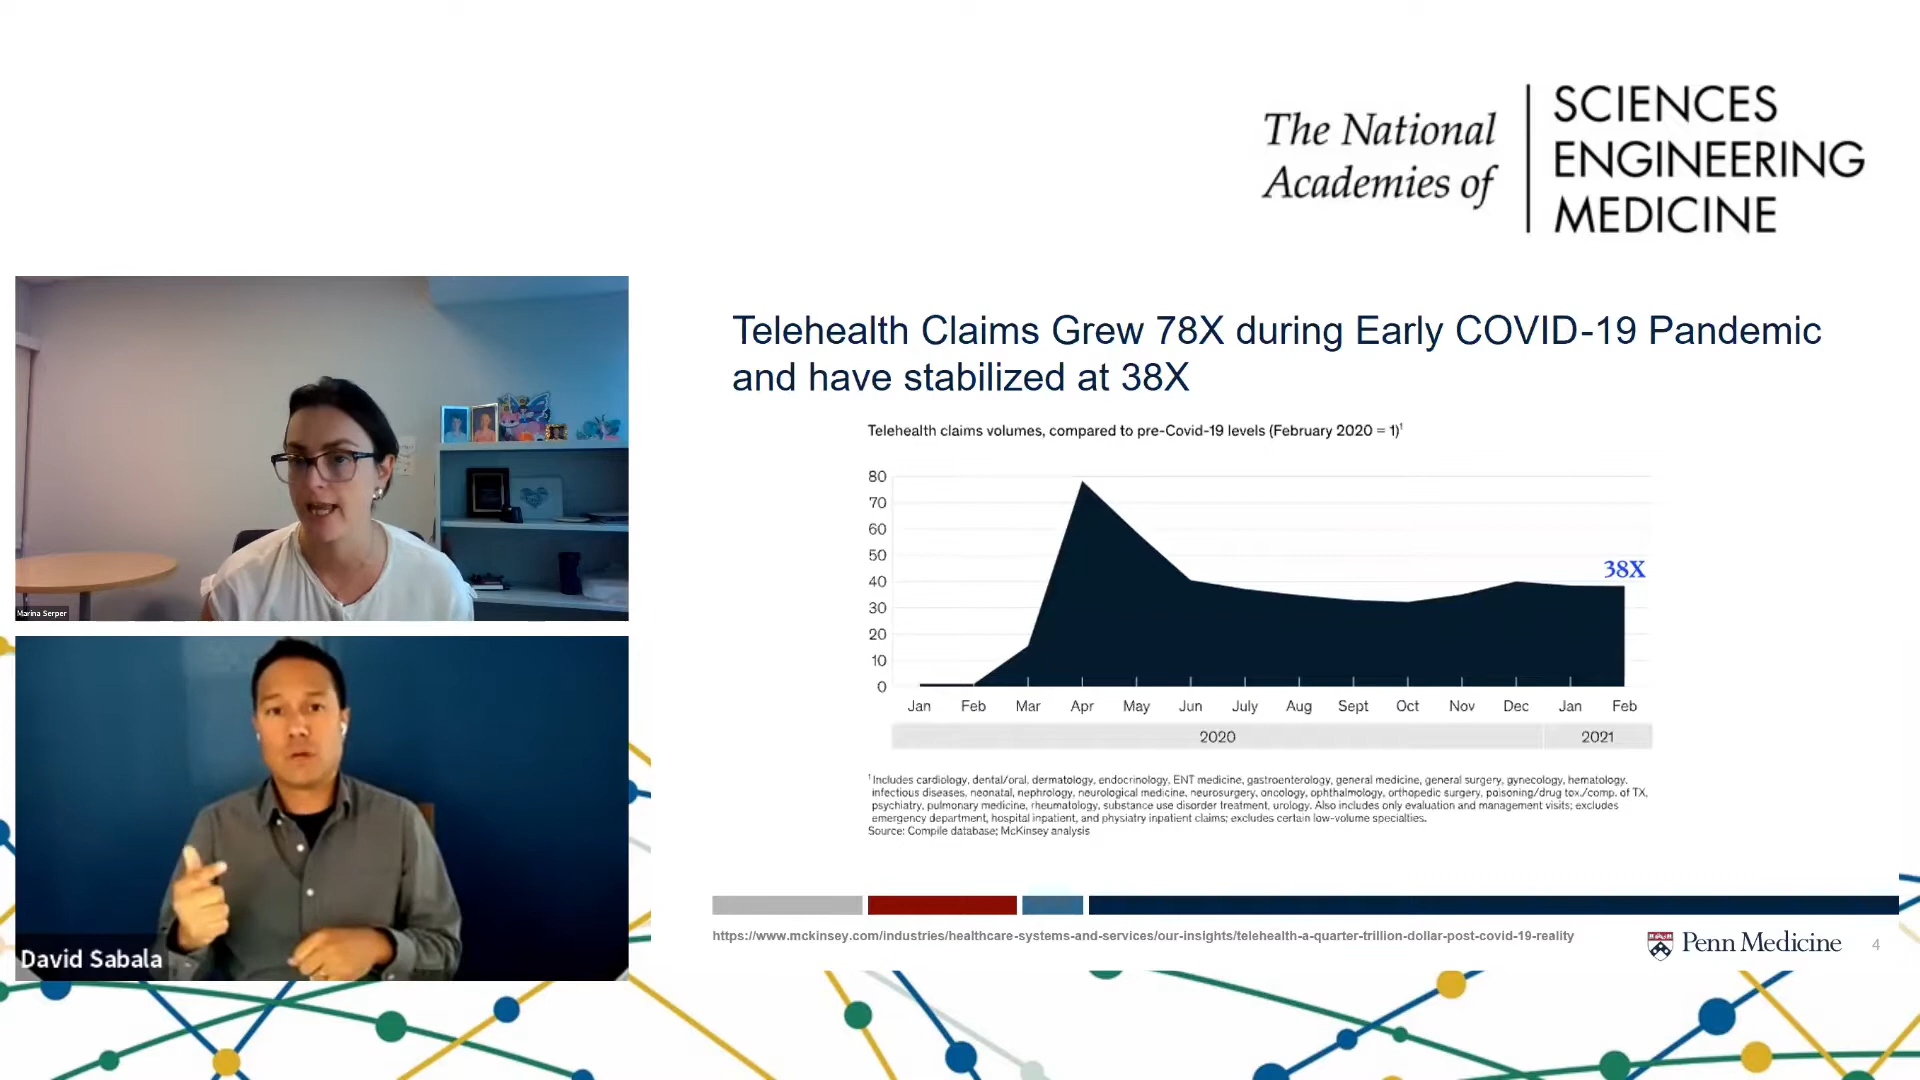 The National
Academies of
SCIENCES
ENGINEERING
MEDICINE
Marina Serper
David Sabala
Telehealth Claims Grew 78X during Early COVID-19 Pandemic
and have stabilized at 38X
Telehealth claims volumes, compared to pre-Covid-19 levels (February 2020 = 1)¹
80
70
60
50
40
30
20
10
0
38X
Jan Feb Mar Apr May Jun July Aug Sept Oct Nov Dec Jan Feb
2020 2021
¹Includes cardiology, dental/oral, dermatology, endocrinology, ENT medicine, gastroenterology, general medicine, general surgery, gynecology, hematology,
infectious diseases, neonatal, nephrology, neurological medicine, neurosurgery, oncology, ophthalmology, orthopedic surgery, poisoning/drug tox./comp. of TX,
psychiatry, pulmonary medicine, rheumatology, substance use disorder treatment, urology. Also includes only evaluation and management visits; excludes
emergency department, hospital inpatient, and physiatry inpatient claims; excludes certain low-volume specialties.
Source: Compile database; McKinsey analysis
https://www.mckinsey.com/industries/healthcare-systems-and-services/our-insights/telehealth-a-quarter-trillion-dollar-post-covid-19-reality
Penn Medicine
4